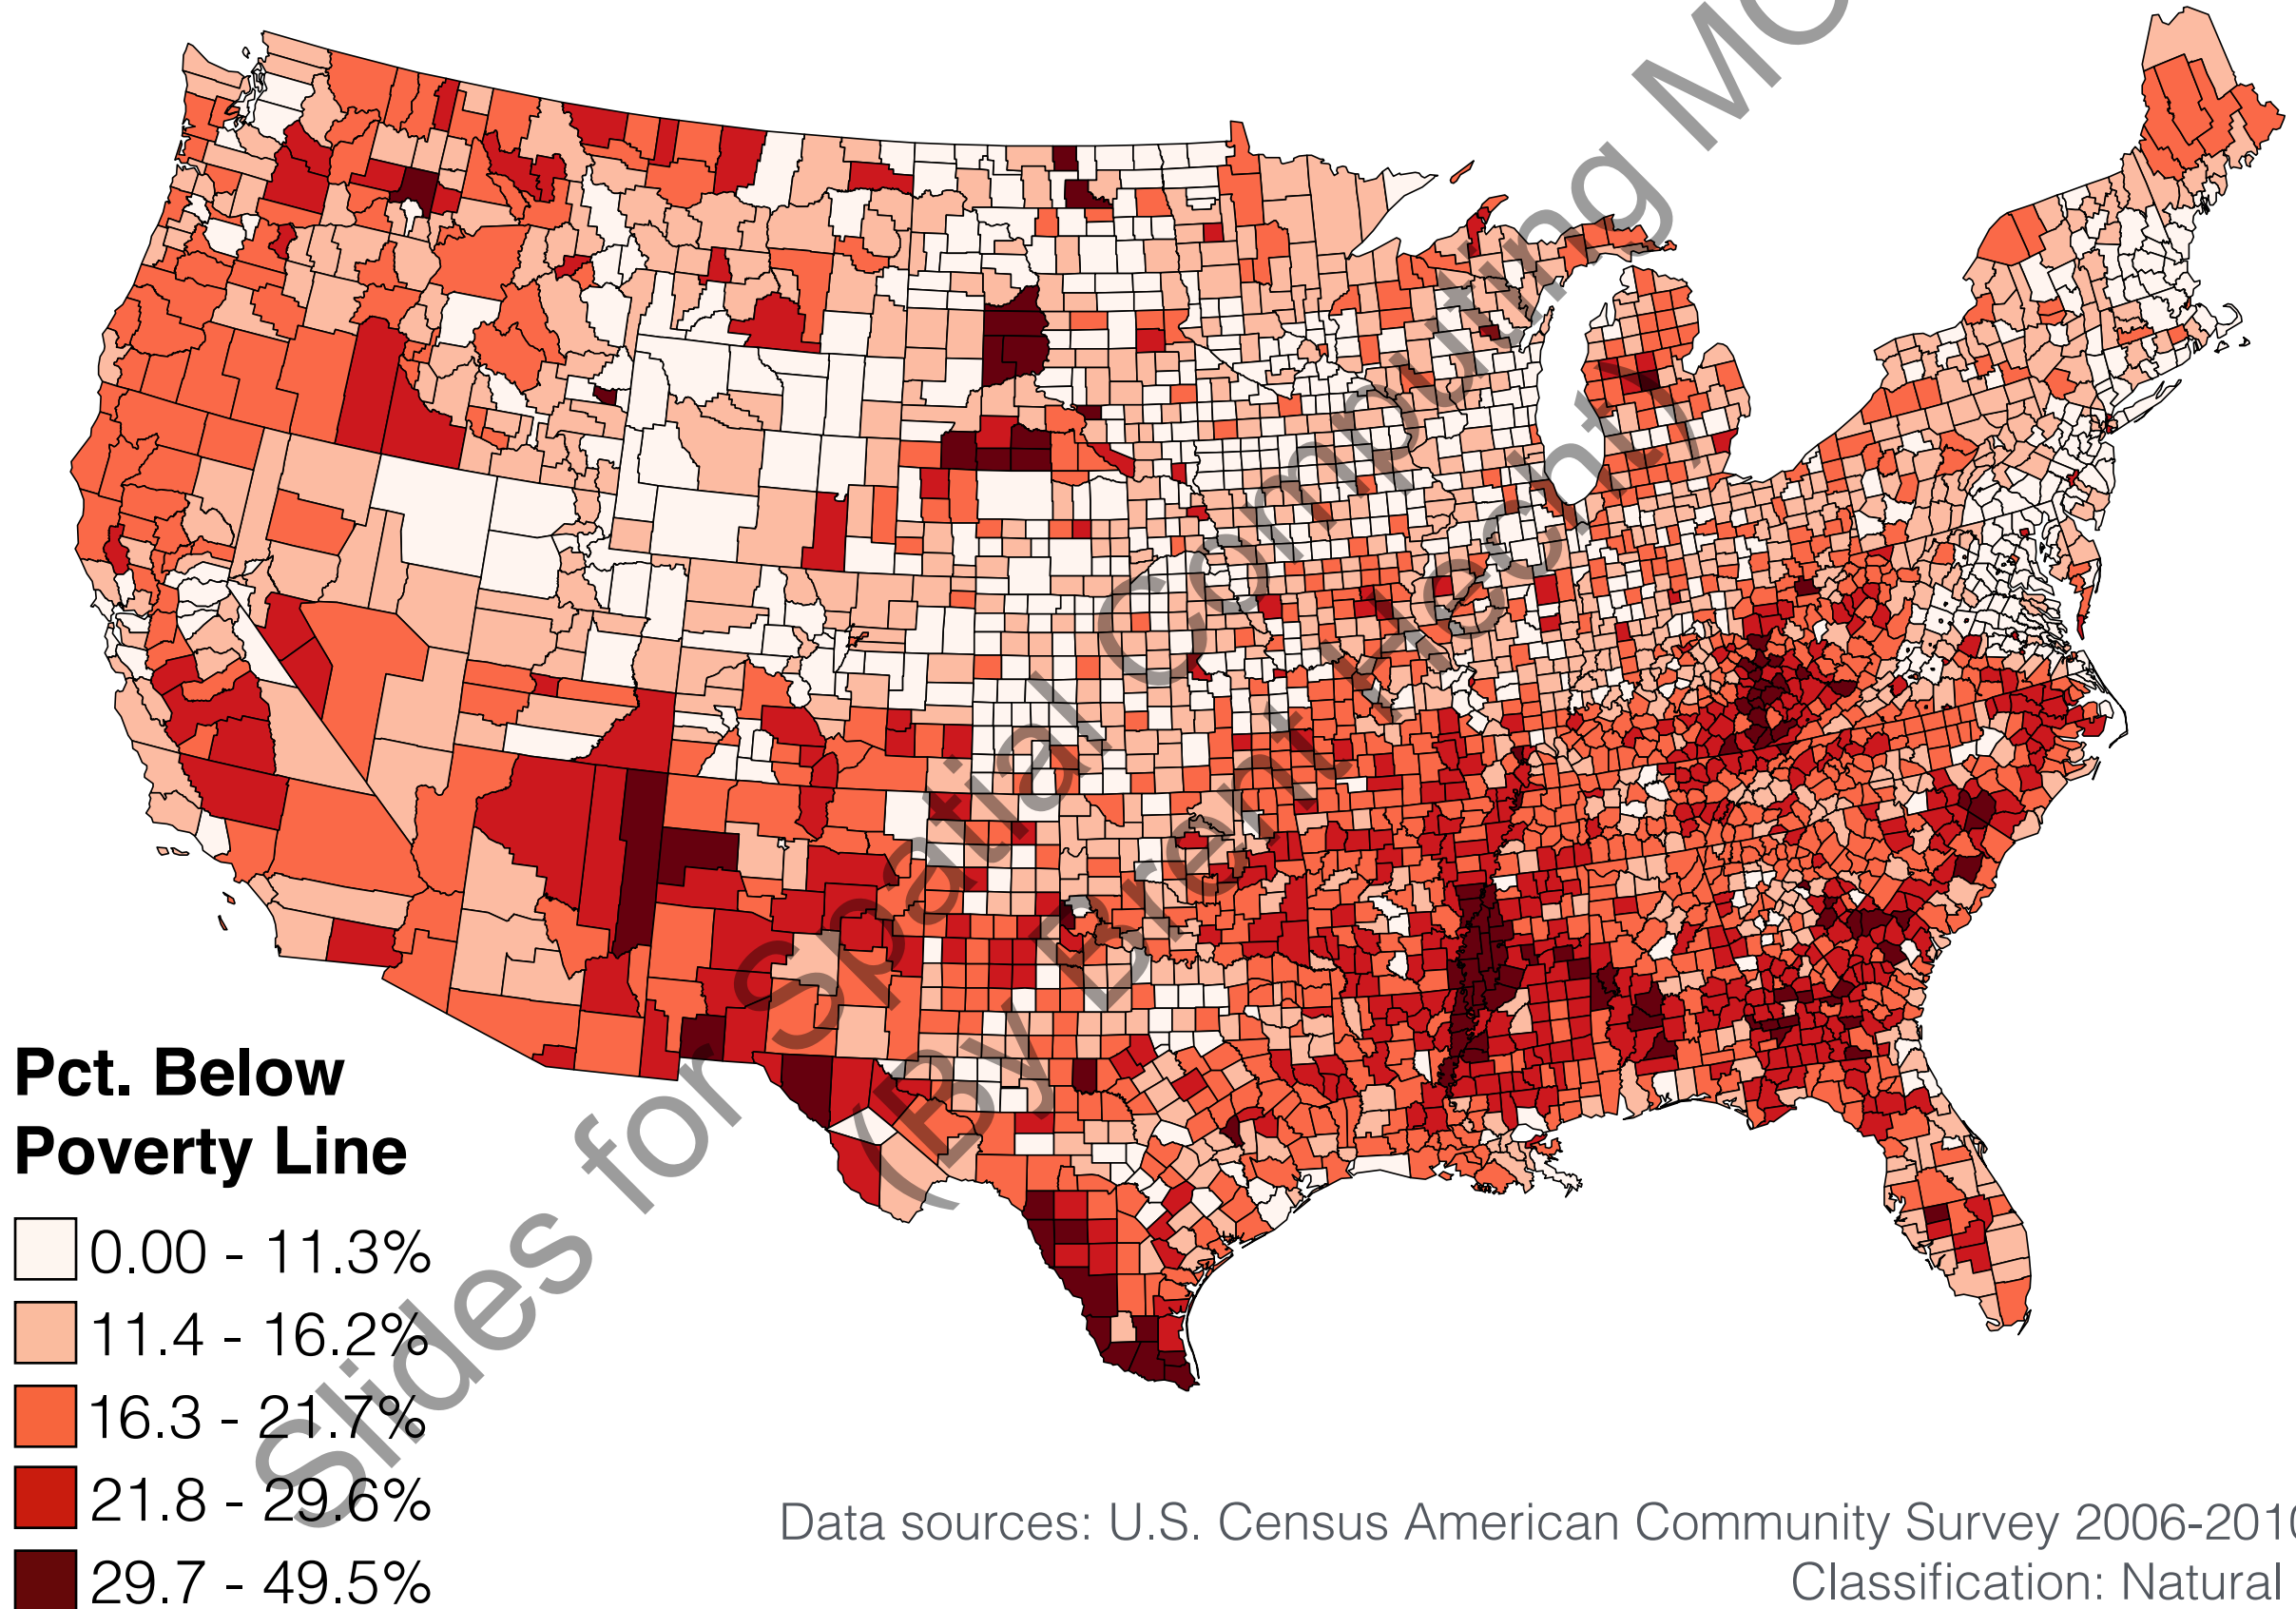 Slides for Spatial Computing MO
(By Brent Hecht)
Pct. Below
Poverty Line
0.00 - 11.3%
11.4 - 16.2%
16.3 - 21.7%
21.8 - 29.6%
29.7 - 49.5%
Data sources: U.S. Census American Community Survey 2006-2010
Classification: Natural